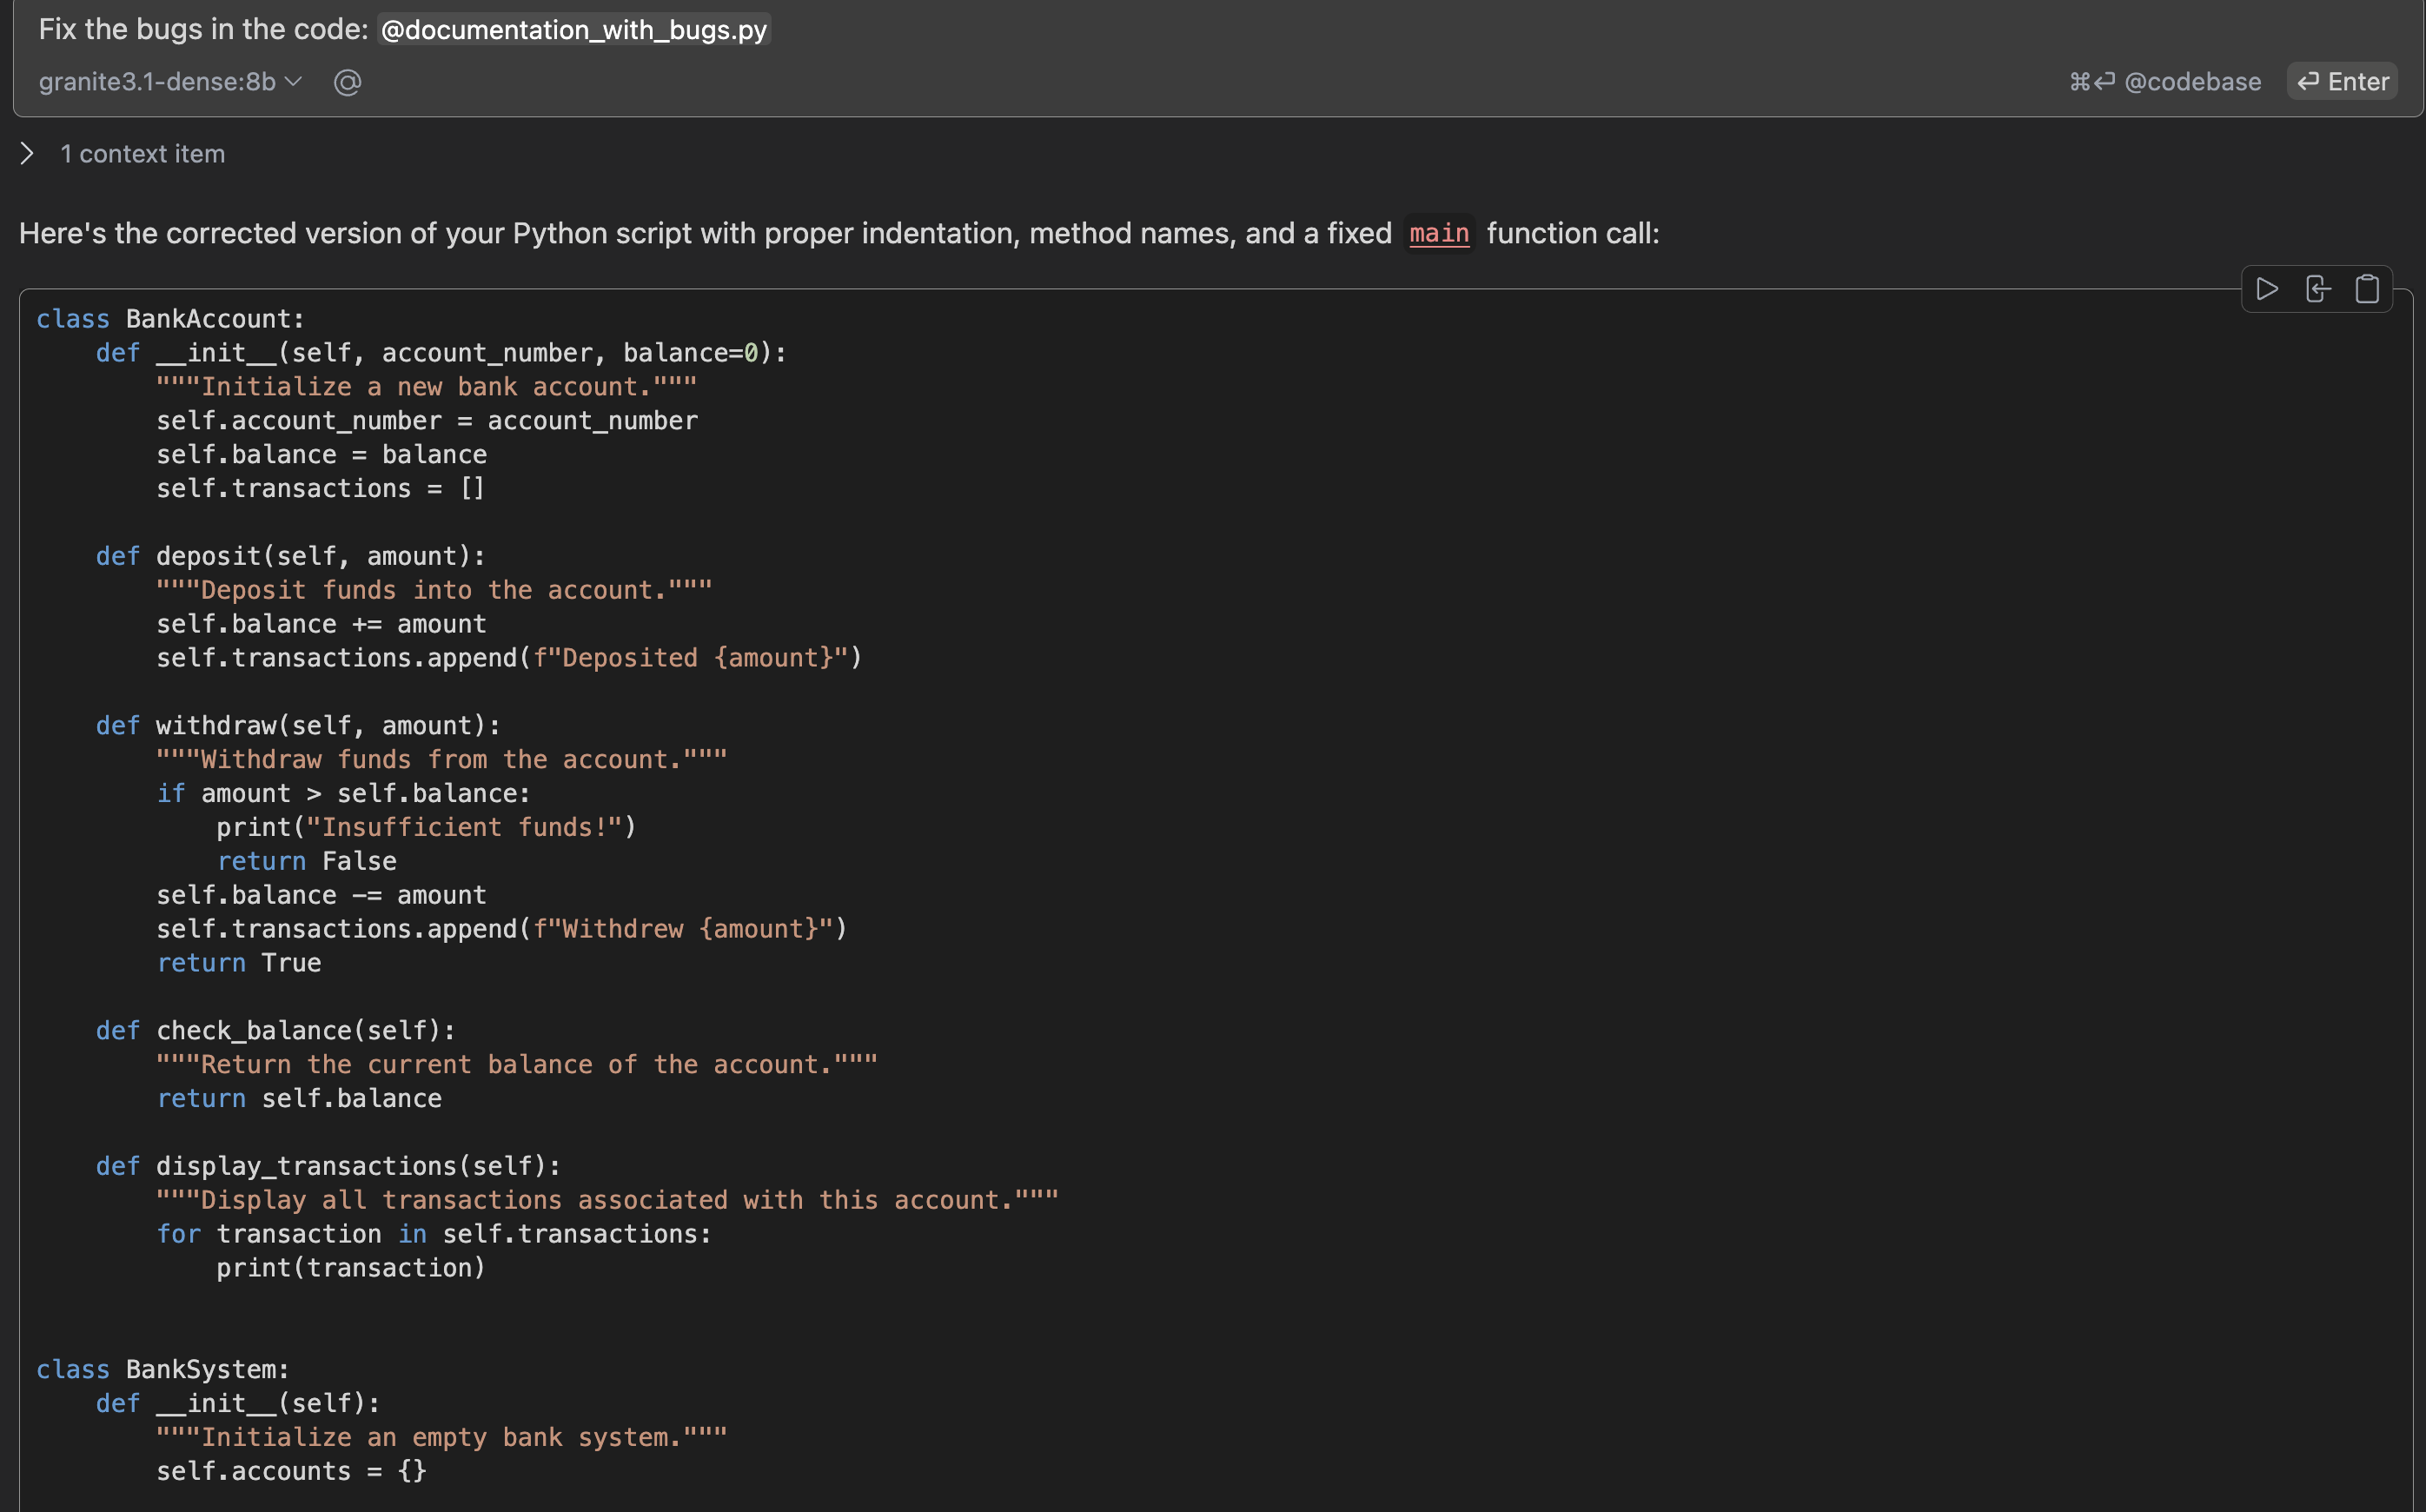 Fix the bugs in the code: @documentation_with_bugs.py
granite3.1-dense:8b @ ⌘⏎ @codebase ⏎ Enter
1 context item
Here's the corrected version of your Python script with proper indentation, method names, and a fixed main function call:
class BankAccount:
    def __init__(self, account_number, balance=0):
        """Initialize a new bank account."""
        self.account_number = account_number
        self.balance = balance
        self.transactions = []

    def deposit(self, amount):
        """Deposit funds into the account."""
        self.balance += amount
        self.transactions.append(f"Deposited {amount}")

    def withdraw(self, amount):
        """Withdraw funds from the account."""
        if amount > self.balance:
            print("Insufficient funds!")
            return False
        self.balance -= amount
        self.transactions.append(f"Withdrew {amount}")
        return True

    def check_balance(self):
        """Return the current balance of the account."""
        return self.balance

    def display_transactions(self):
        """Display all transactions associated with this account."""
        for transaction in self.transactions:
            print(transaction)


class BankSystem:
    def __init__(self):
        """Initialize an empty bank system."""
        self.accounts = {}